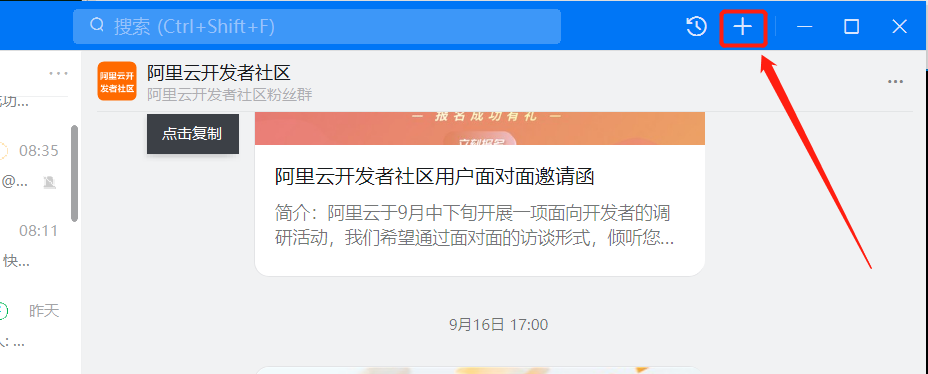 搜索 (Ctrl+Shift+F)
阿里云开
发者社区
阿里云开发者社区
阿里云开发者社区粉丝群
点击复制
报名成功有礼
功...
08:35
@...
08:11
快...
昨天
人: ...
阿里云开发者社区用户面对面邀请函
简介：阿里云于9月中下旬开展一项面向开发者的调
研活动，我们希望通过面对面的访谈形式，倾听您...
9月16日 17:00